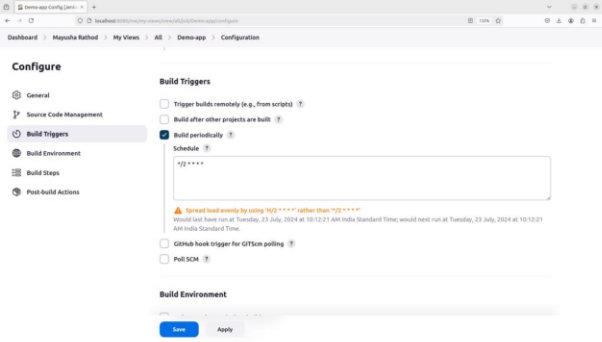 Demo-app Config [Jenki
localhost:8080/me/my-views/view/all/job/Demo-app/configure
120%
Dashboard > Mayusha Rathod > My Views > All > Demo-app > Configuration
Configure
General
Source Code Management
Build Triggers
Build Environment
Build Steps
Post-build Actions
Build Triggers
Trigger builds remotely (e.g., from scripts) ?
Build after other projects are built ?
Build periodically ?
Schedule ?
*/2 * * * *
Spread load evenly by using 'H/2 * * * *' rather than '*/2 * * * *'
Would last have run at Tuesday, 23 July, 2024 at 10:12:21 AM India Standard Time; would next run at Tuesday, 23 July, 2024 at 10:12:21
AM India Standard Time.
GitHub hook trigger for GITScm polling ?
Poll SCM ?
Build Environment
Save
Apply